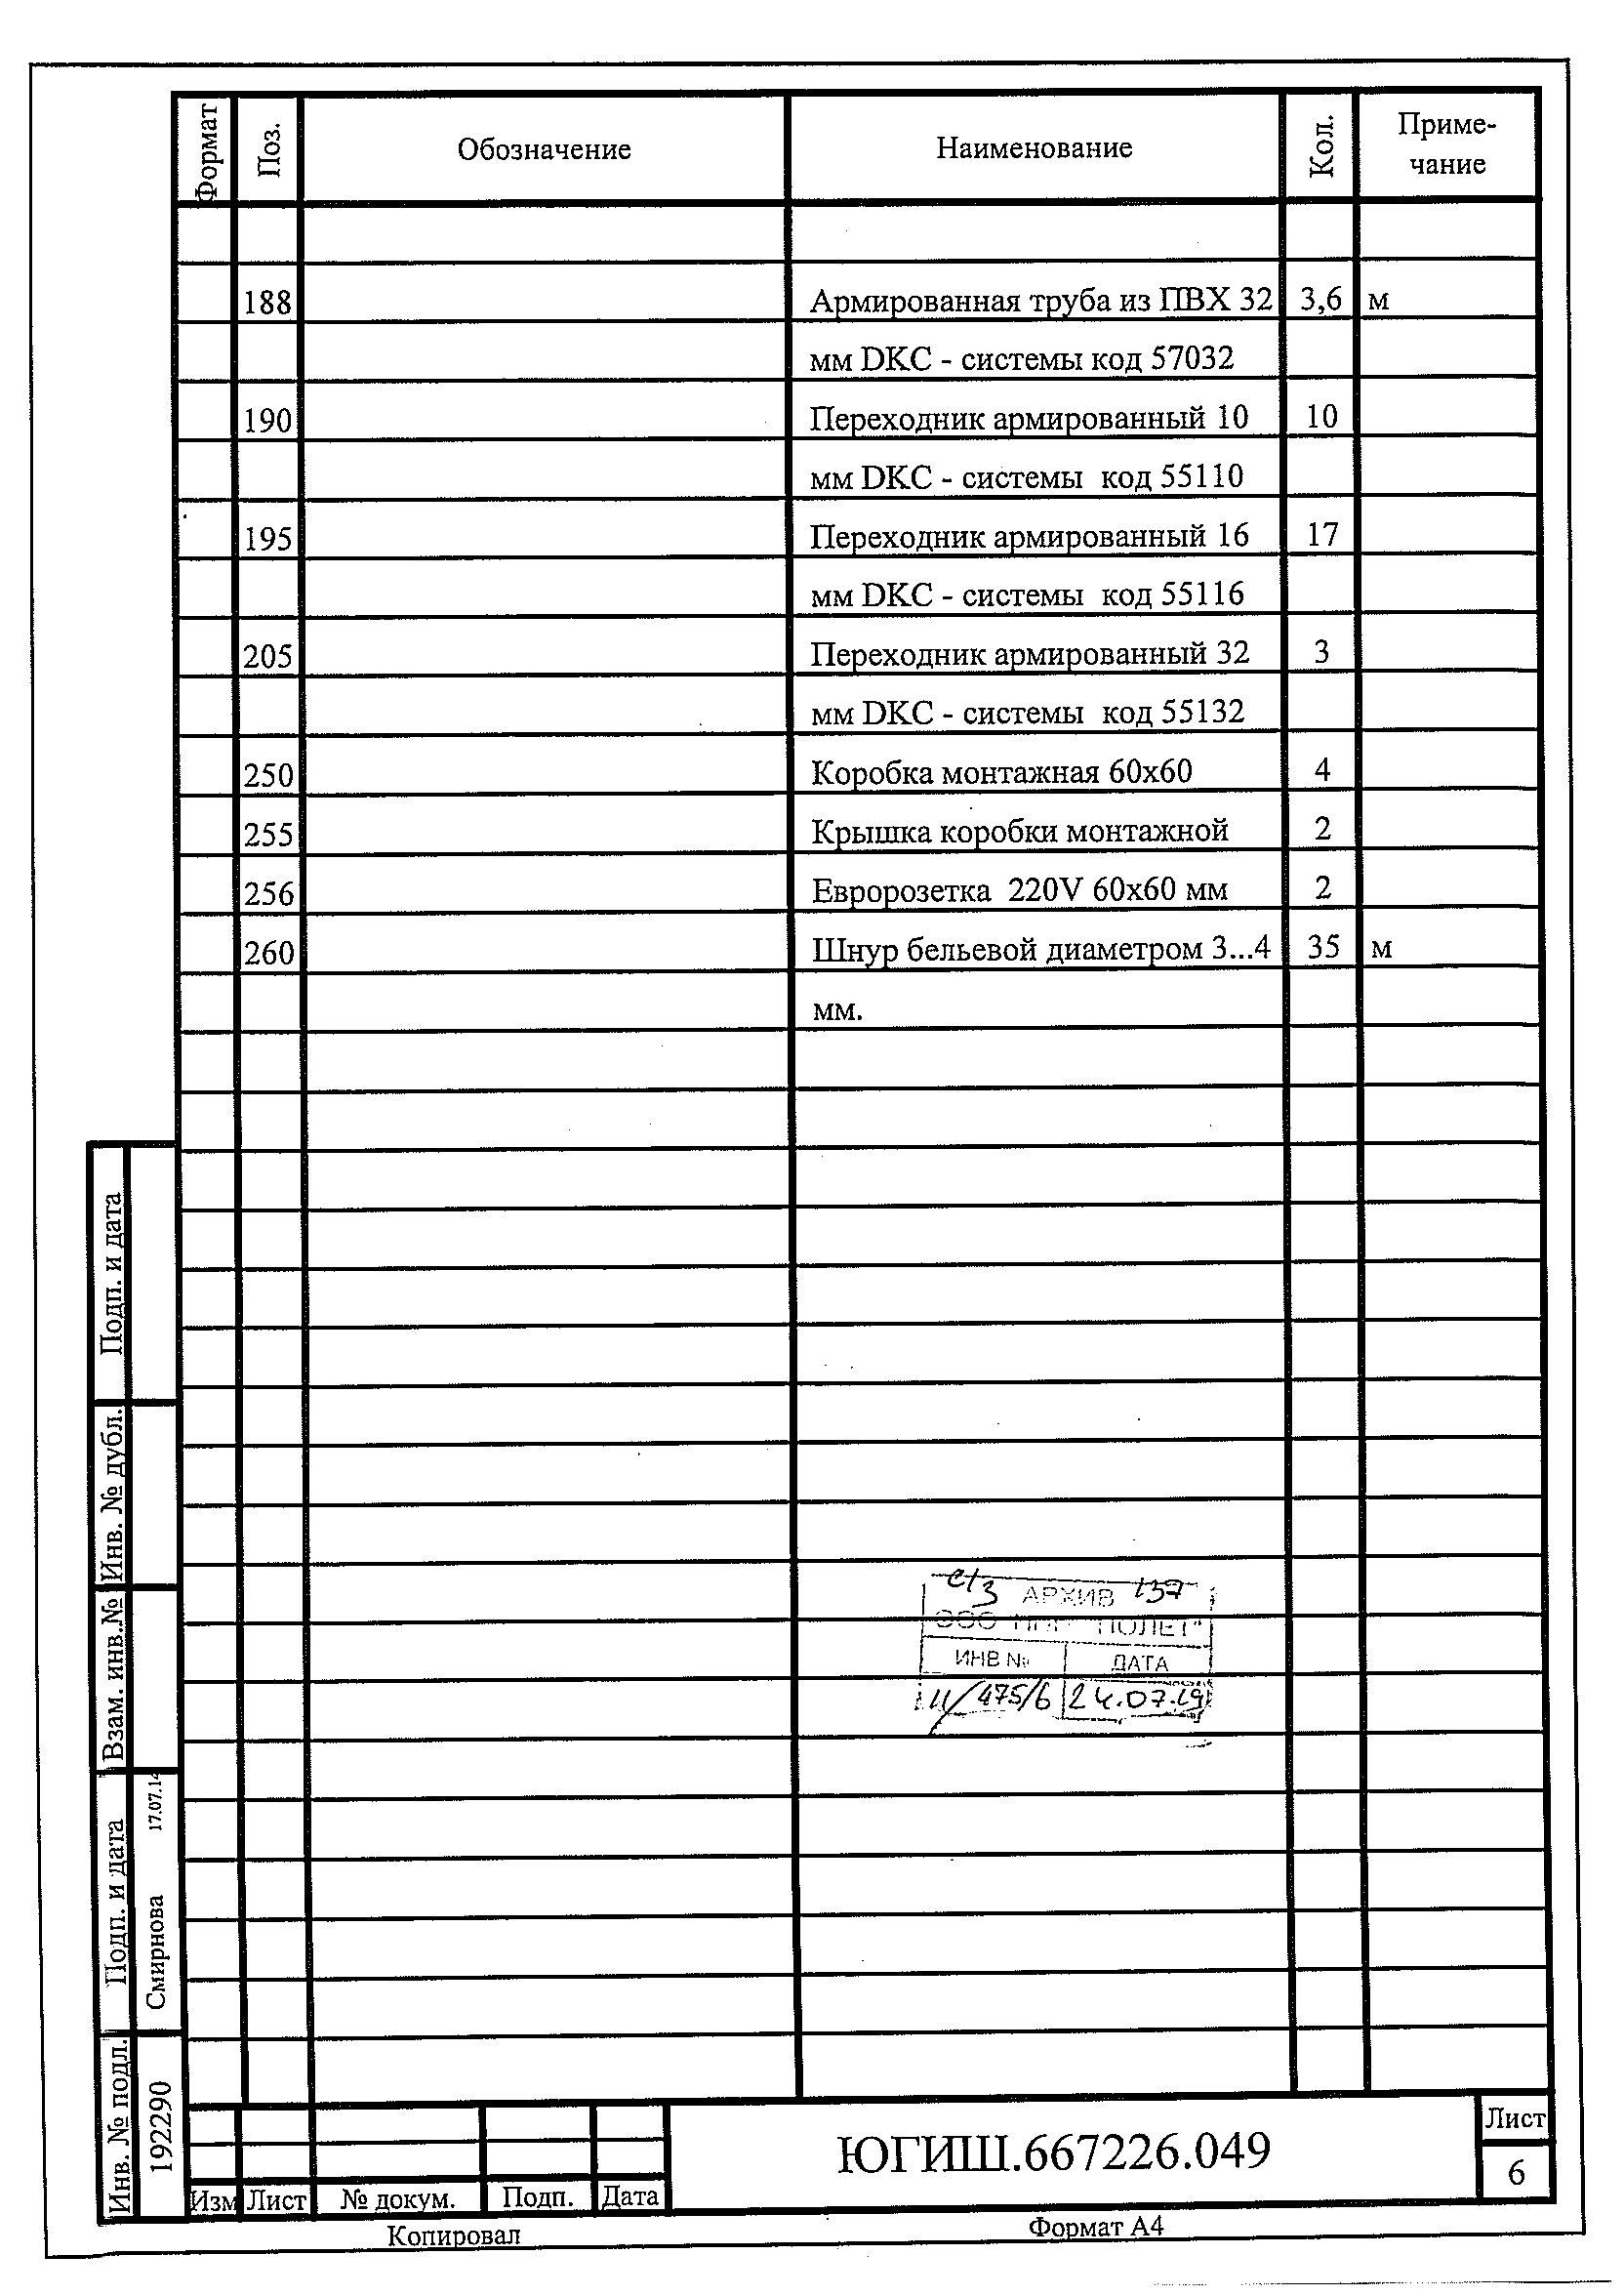 Формат Поз. Обозначение Наименование Кол. Приме-
чание
188 Армированная труба из ПВХ 32 3,6 м
мм DKC - системы код 57032
190 Переходник армированный 10 10
мм DKC - системы код 55110
195 Переходник армированный 16 17
мм DKC - системы код 55116
205 Переходник армированный 32 3
мм DKC - системы код 55132
250 Коробка монтажная 60х60 4
255 Крышка коробки монтажной 2
256 Евророзетка 220V 60х60 мм 2
260 Шнур бельевой диаметром 3...4 35 м
мм.
Подп. и дата
Инв. № дубл.
Взам. инв.№
Подп. и дата Смирнова 17.07.14
Инв. № подл. 192290
АРХИВ 137
ООО "ПОЛЕТ"
ИНВ № ДАТА
11/475/6 24.07.19
ЮГИШ.667226.049
Лист
6
Изм Лист № докум. Подп. Дата
Копировал Формат А4